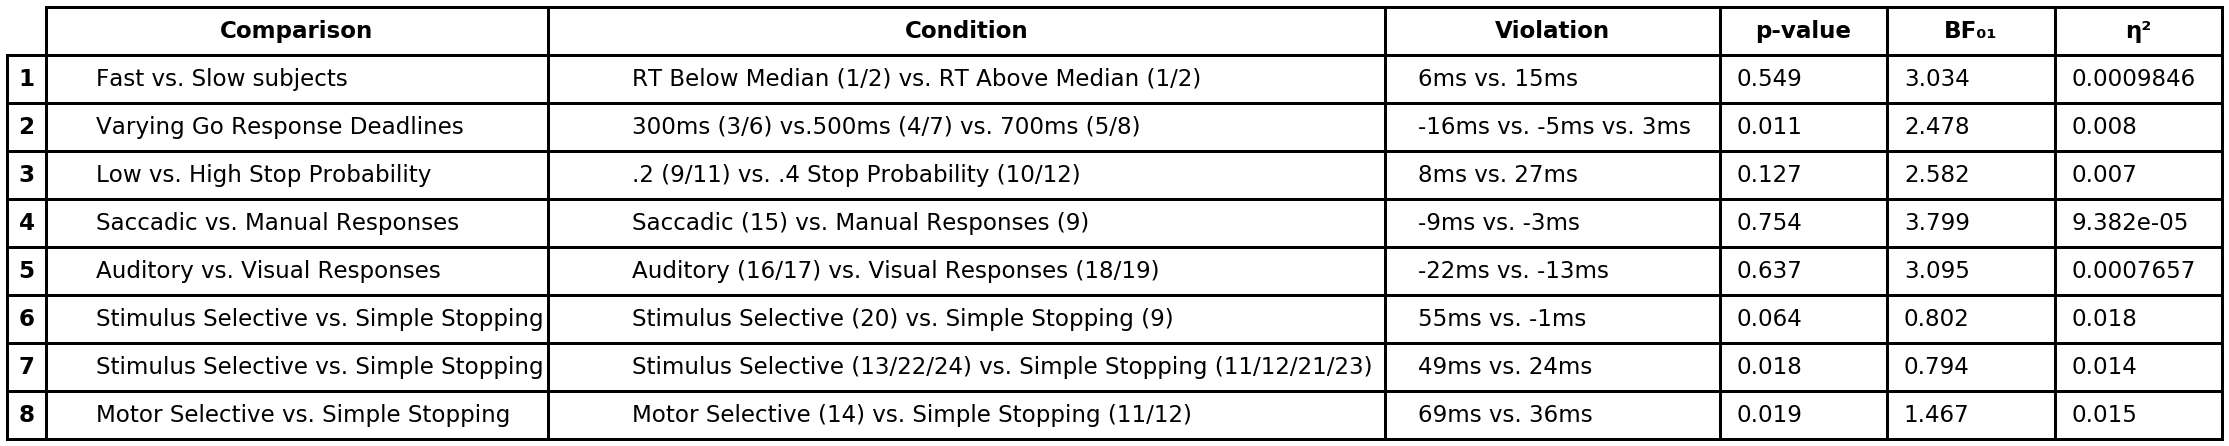 Comparison Condition Violation p-value BF₀₁ η²
1 Fast vs. Slow subjects RT Below Median (1/2) vs. RT Above Median (1/2) 6ms vs. 15ms 0.549 3.034 0.0009846
2 Varying Go Response Deadlines 300ms (3/6) vs.500ms (4/7) vs. 700ms (5/8) -16ms vs. -5ms vs. 3ms 0.011 2.478 0.008
3 Low vs. High Stop Probability .2 (9/11) vs. .4 Stop Probability (10/12) 8ms vs. 27ms 0.127 2.582 0.007
4 Saccadic vs. Manual Responses Saccadic (15) vs. Manual Responses (9) -9ms vs. -3ms 0.754 3.799 9.382e-05
5 Auditory vs. Visual Responses Auditory (16/17) vs. Visual Responses (18/19) -22ms vs. -13ms 0.637 3.095 0.0007657
6 Stimulus Selective vs. Simple Stopping Stimulus Selective (20) vs. Simple Stopping (9) 55ms vs. -1ms 0.064 0.802 0.018
7 Stimulus Selective vs. Simple Stopping Stimulus Selective (13/22/24) vs. Simple Stopping (11/12/21/23) 49ms vs. 24ms 0.018 0.794 0.014
8 Motor Selective vs. Simple Stopping Motor Selective (14) vs. Simple Stopping (11/12) 69ms vs. 36ms 0.019 1.467 0.015